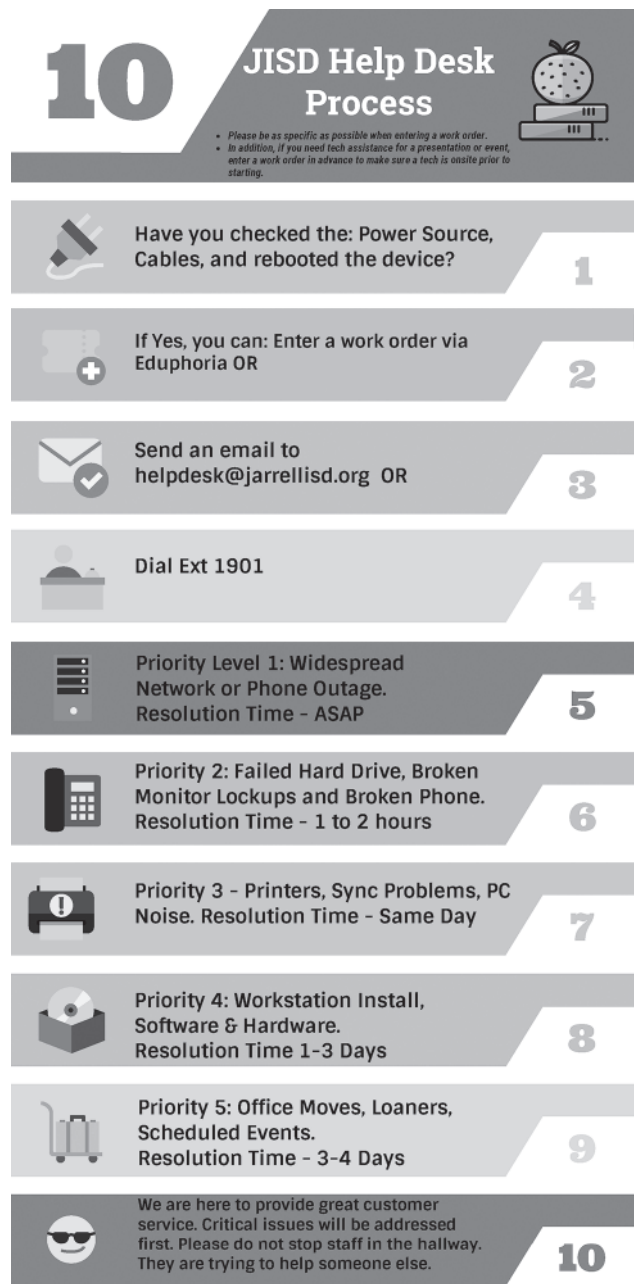 10
JISD Help Desk
Process
• Please be as specific as possible when entering a work order.
• In addition, if you need tech assistance for a presentation or event,
enter a work order in advance to make sure a tech is onsite prior to
starting.
Have you checked the: Power Source,
Cables, and rebooted the device?
1
If Yes, you can: Enter a work order via
Eduphoria OR
2
Send an email to
helpdesk@jarrellisd.org OR
3
Dial Ext 1901
4
Priority Level 1: Widespread
Network or Phone Outage.
Resolution Time - ASAP
5
Priority 2: Failed Hard Drive, Broken
Monitor Lockups and Broken Phone.
Resolution Time - 1 to 2 hours
6
Priority 3 - Printers, Sync Problems, PC
Noise. Resolution Time - Same Day
7
Priority 4: Workstation Install,
Software & Hardware.
Resolution Time 1-3 Days
8
Priority 5: Office Moves, Loaners,
Scheduled Events.
Resolution Time - 3-4 Days
9
We are here to provide great customer
service. Critical issues will be addressed
first. Please do not stop staff in the hallway.
They are trying to help someone else.
10